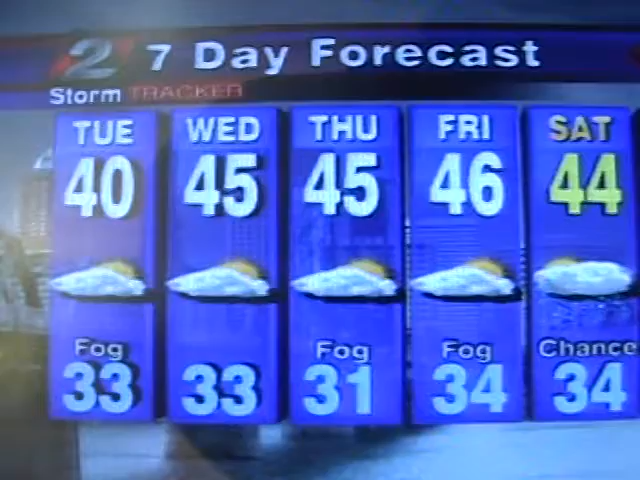 2 7 Day Forecast
Storm TRACKER
TUE WED THU FRI SAT
40 45 45 46 44
Fog Fog Fog Chance
33 33 31 34 34